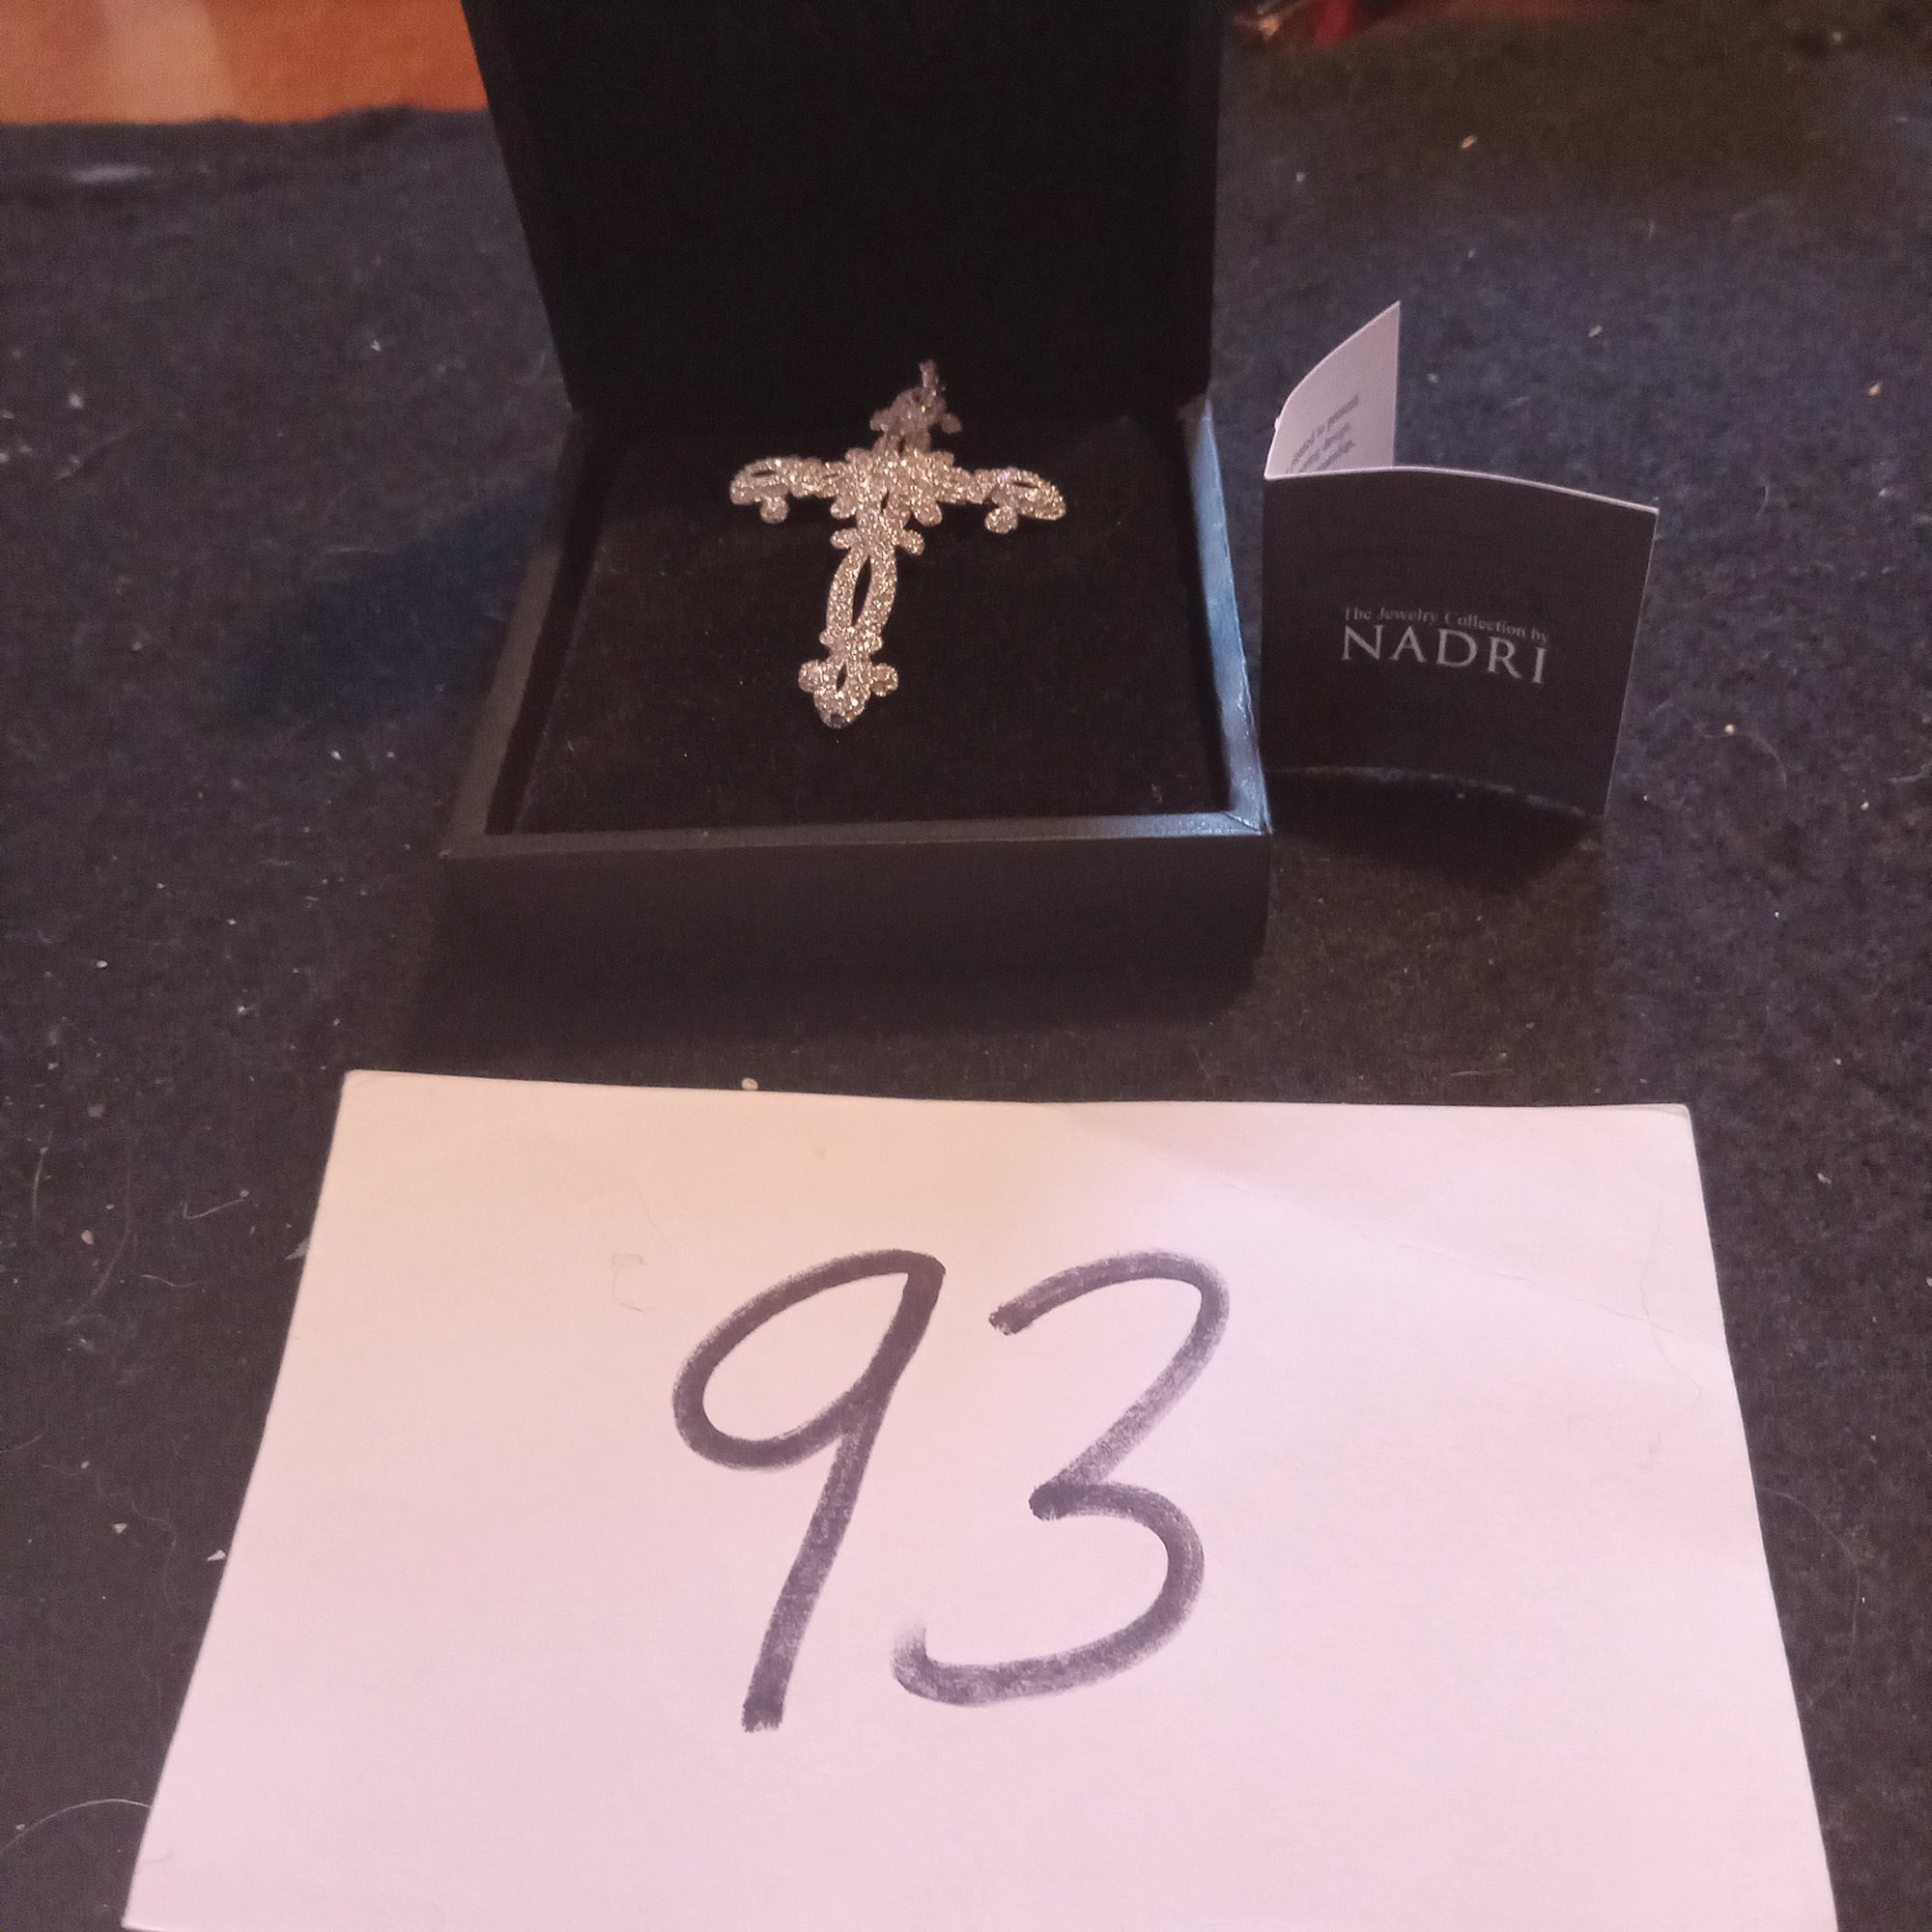 The Jewelry Collection by
NADRI
93